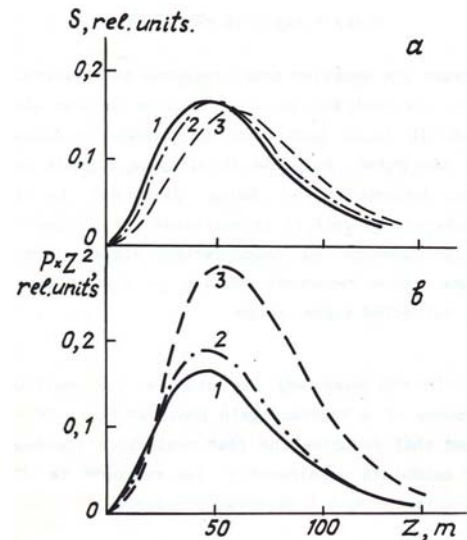 S, rel. units.
a
0,2
1 2 3
0,1
0
P×Z²,
rel. units
б
3
0,2
2
0,1
1
0
50 100 Z, m